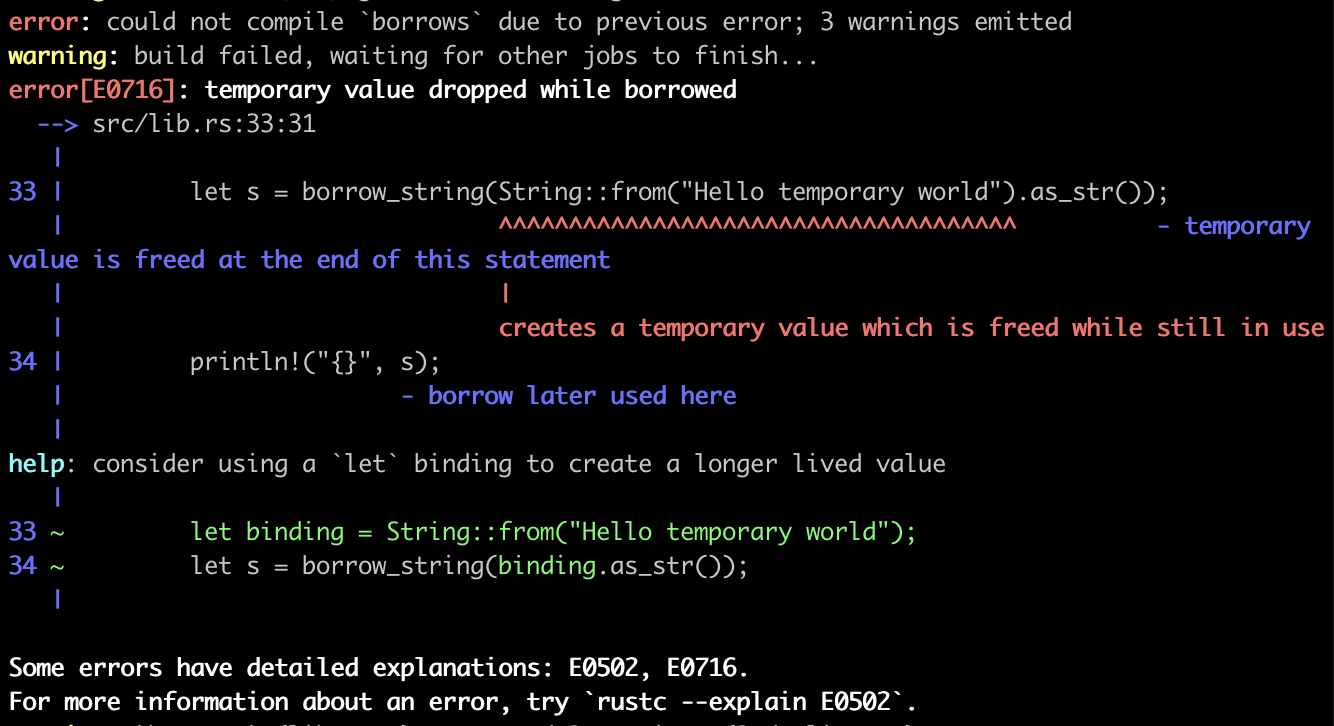 error: could not compile `borrows` due to previous error; 3 warnings emitted
warning: build failed, waiting for other jobs to finish...
error[E0716]: temporary value dropped while borrowed
  --> src/lib.rs:33:31
   |
33 |         let s = borrow_string(String::from("Hello temporary world").as_str());
   |                               ^^^^^^^^^^^^^^^^^^^^^^^^^^^^^^^^^^^^^          - temporary
value is freed at the end of this statement
   |                               |
   |                               creates a temporary value which is freed while still in use
34 |         println!("{}", s);
   |                        - borrow later used here
   |
help: consider using a `let` binding to create a longer lived value
   |
33 ~         let binding = String::from("Hello temporary world");
34 ~         let s = borrow_string(binding.as_str());
   |
Some errors have detailed explanations: E0502, E0716.
For more information about an error, try `rustc --explain E0502`.